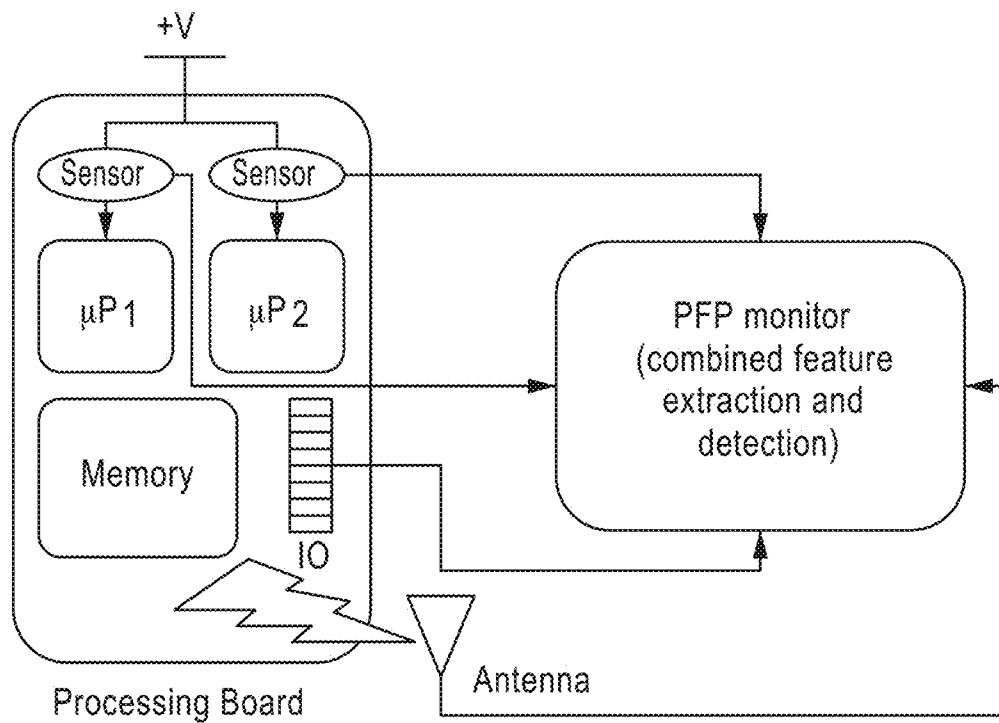 +V
Sensor
Sensor
µP1
µP2
PFP monitor
(combined feature
extraction and
detection)
Memory
IO
Antenna
Processing Board